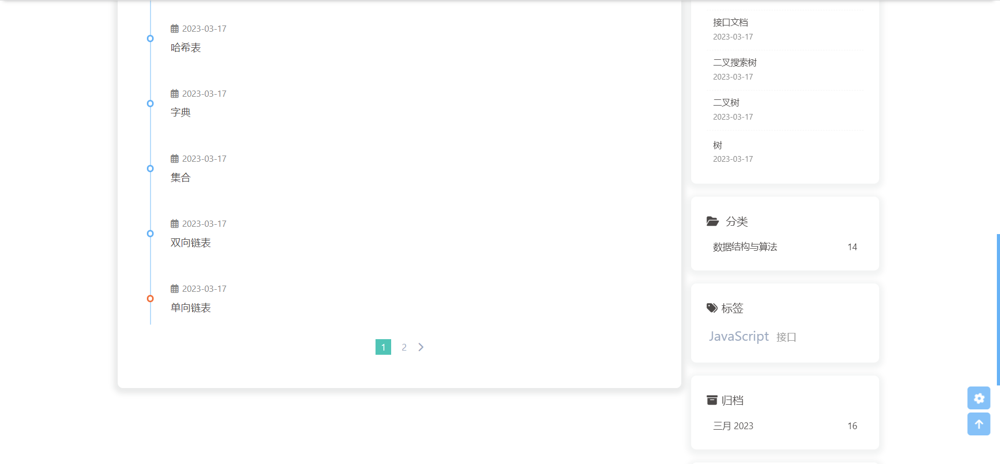 2023-03-17
哈希表
2023-03-17
字典
2023-03-17
集合
2023-03-17
双向链表
2023-03-17
单向链表
1 2
接口文档
2023-03-17
二叉搜索树
2023-03-17
二叉树
2023-03-17
树
2023-03-17
分类
数据结构与算法 14
标签
JavaScript 接口
归档
三月 2023 16